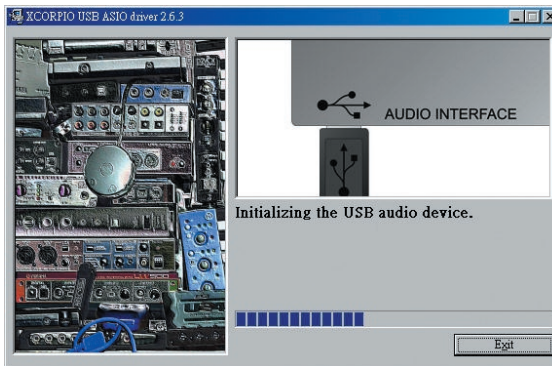 XCORPIO USB ASIO driver 2.6.3
AUDIO INTERFACE
Initializing the USB audio device.
Exit